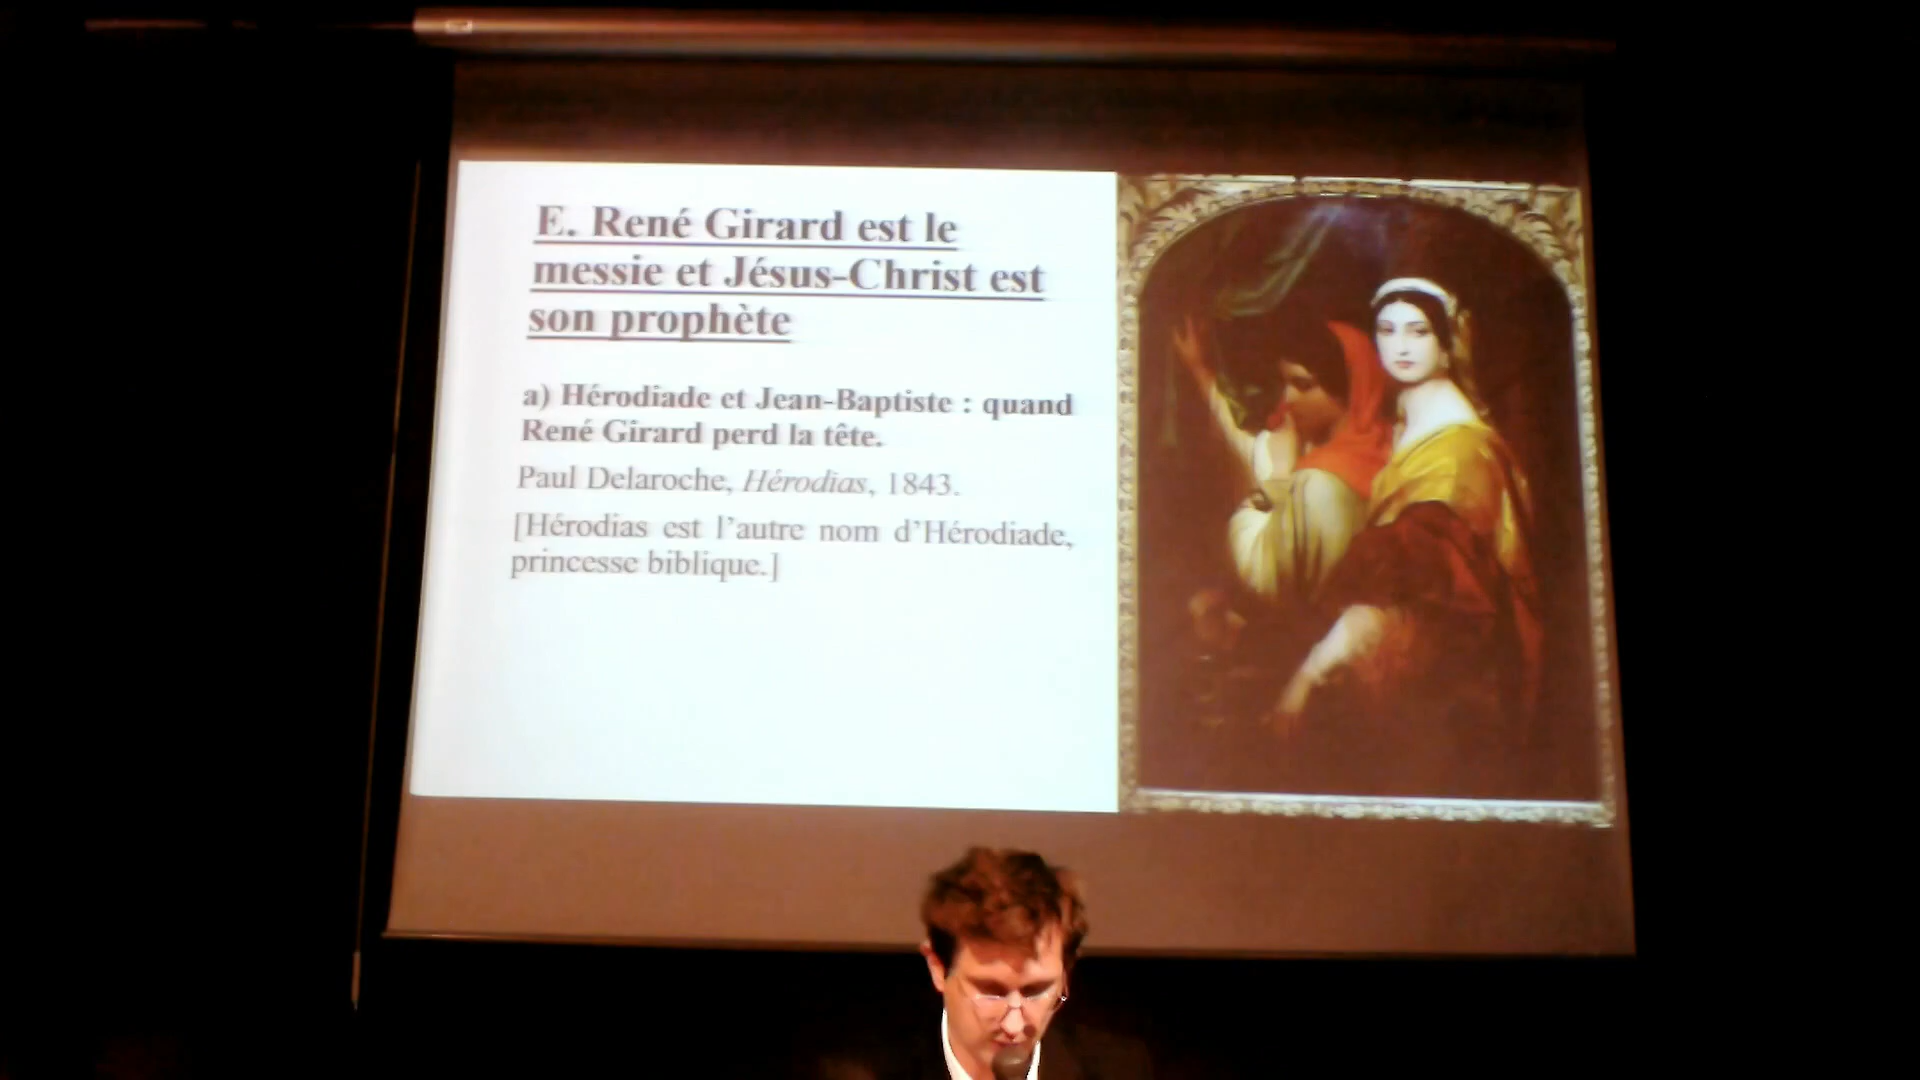 E. René Girard est le
messie et Jésus-Christ est
son prophète
a) Hérodiade et Jean-Baptiste : quand
René Girard perd la tête.
Paul Delaroche, Hérodias, 1843.
[Hérodias est l’autre nom d’Hérodiade,
princesse biblique.]